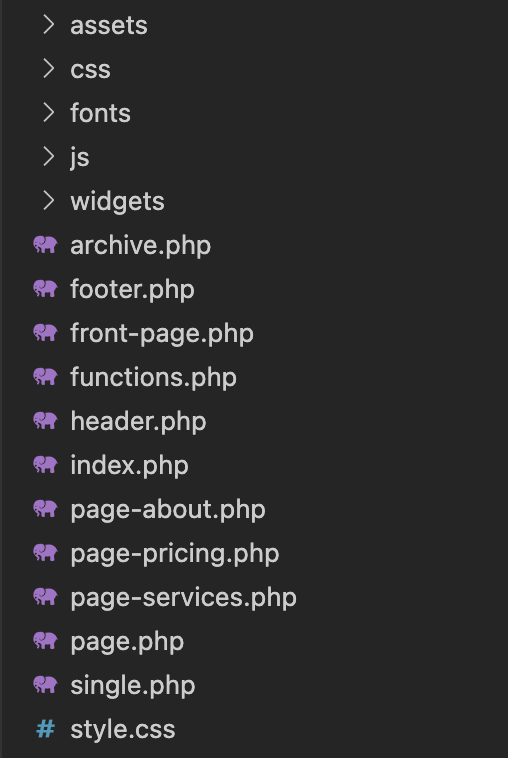 assets
css
fonts
js
widgets
archive.php
footer.php
front-page.php
functions.php
header.php
index.php
page-about.php
page-pricing.php
page-services.php
page.php
single.php
# style.css